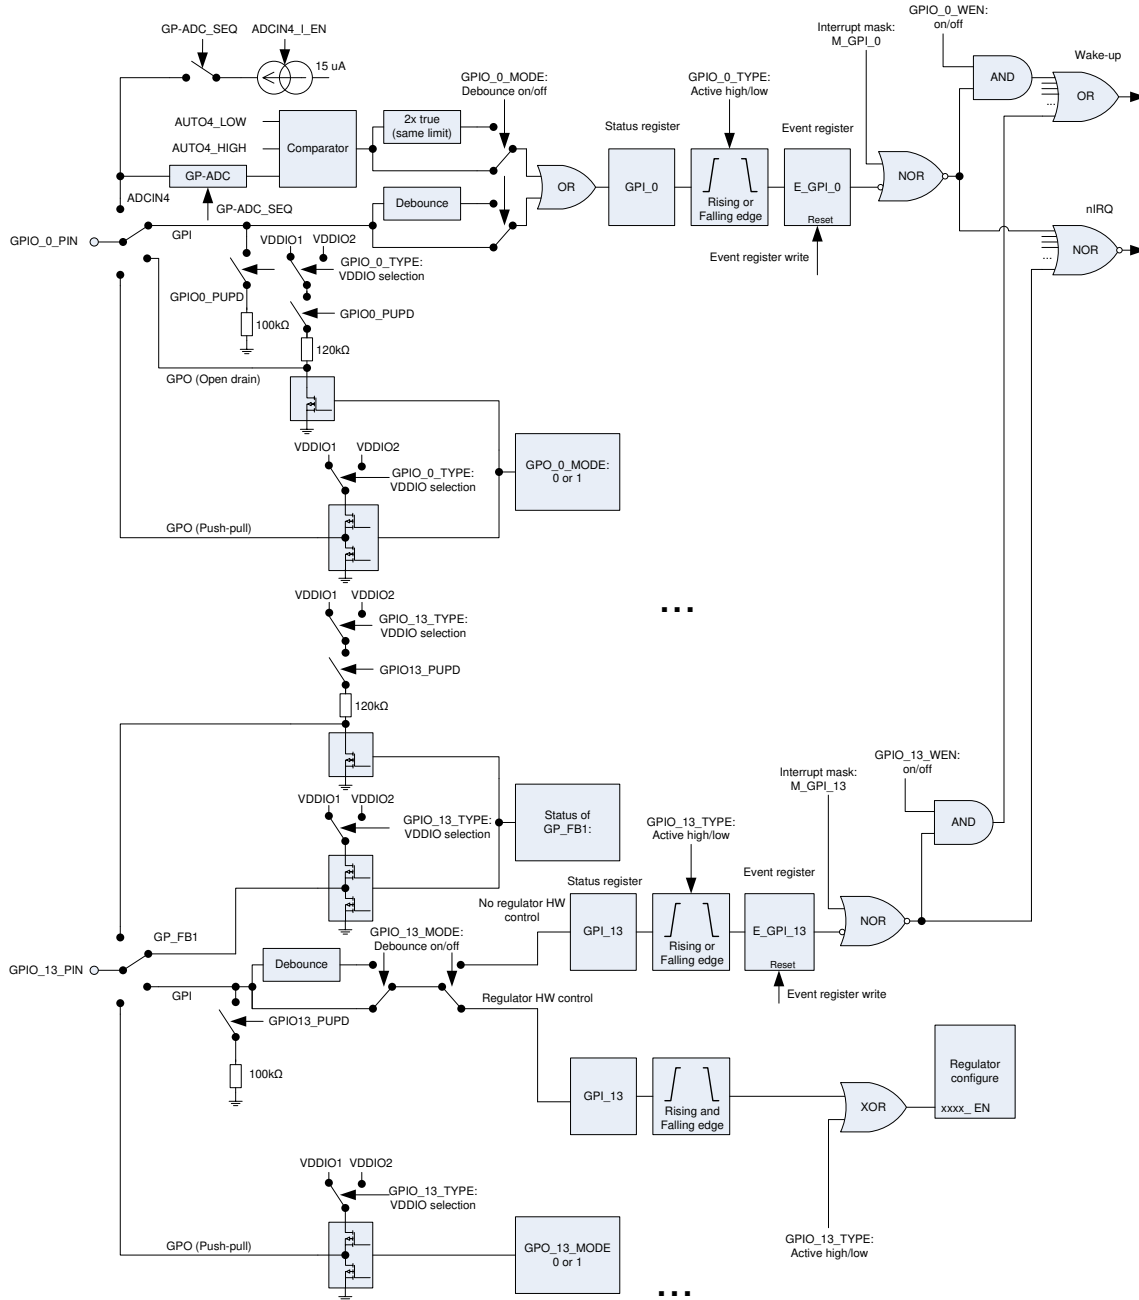 GPIO_0_WEN:
on/off
GP-ADC_SEQ
ADCIN4_I_EN
Interrupt mask:
M_GPI_0
Wake-up
15 uA
GPIO_0_MODE:
Debounce on/off
GPIO_0_TYPE:
Active high/low
AND
OR
...
AUTO4_LOW
2x true
(same limit)
Status register
Event register
AUTO4_HIGH
Comparator
GP-ADC
ADCIN4
GP-ADC_SEQ
Debounce
OR
GPI_0
Rising or
Falling edge
E_GPI_0
Reset
NOR
nIRQ
GPIO_0_PIN
GPI
VDDIO1
VDDIO2
GPIO_0_TYPE:
VDDIO selection
Event register write
NOR
...
GPIO0_PUPD
GPIO0_PUPD
100kΩ
120kΩ
GPO (Open drain)
VDDIO1
VDDIO2
GPIO_0_TYPE:
VDDIO selection
GPO_0_MODE:
0 or 1
GPO (Push-pull)
VDDIO1
VDDIO2
...
GPIO_13_TYPE:
VDDIO selection
GPIO13_PUPD
120kΩ
GPIO_13_WEN:
on/off
Interrupt mask:
M_GPI_13
VDDIO1
VDDIO2
GPIO_13_TYPE:
VDDIO selection
Status of
GP_FB1:
GPIO_13_TYPE:
Active high/low
AND
Status register
Event register
No regulator HW
control
GPI_13
Rising or
Falling edge
E_GPI_13
Reset
NOR
GP_FB1
GPIO_13_MODE:
Debounce on/off
GPIO_13_PIN
Debounce
GPI
Regulator HW control
Event register write
GPIO13_PUPD
100kΩ
GPI_13
Rising and
Falling edge
XOR
Regulator
configure
xxxx_ EN
VDDIO1
VDDIO2
GPIO_13_TYPE:
VDDIO selection
GPIO_13_TYPE:
Active high/low
GPO (Push-pull)
GPO_13_MODE
0 or 1
...